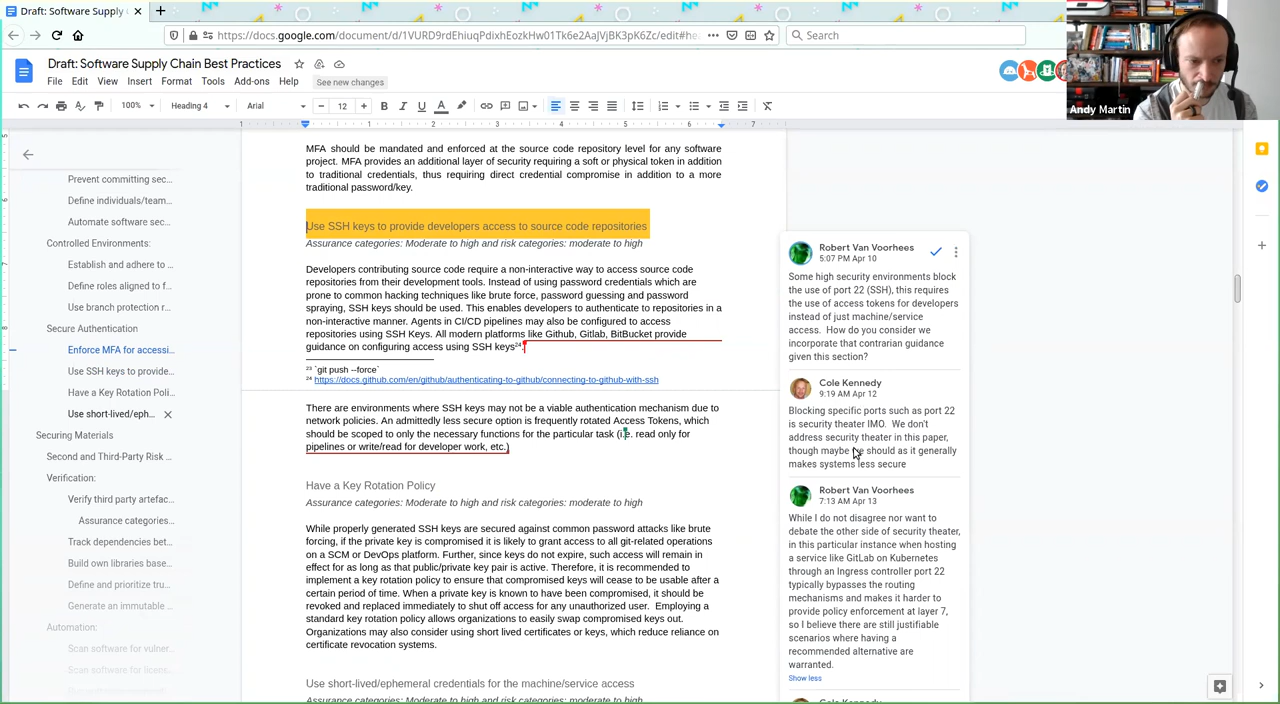 Draft: Software Supply C
https://docs.google.com/document/d/1VURD9rdEhiuqPdixhEozkHw01Tk6e2AaJVjBK3pK6Zc/edit#he
Search
Draft: Software Supply Chain Best Practices
File Edit View Insert Format Tools Add-ons Help See new changes
100% Heading 4 Arial 12
Andy Martin
1 1 2 3 4 5 6 7
Prevent committing sec...
Define individuals/team...
Automate software sec...
Controlled Environments:
Establish and adhere to ...
Define roles aligned to f...
Use branch protection r...
Secure Authentication
Enforce MFA for accessi...
Use SSH keys to provide...
Have a Key Rotation Poli...
Use short-lived/eph...
Securing Materials
Second and Third-Party Risk ...
Verification:
Verify third party artefac...
Assurance categories...
Track dependencies bet...
Build own libraries base...
Define and prioritize tru...
Generate an immutable ...
Automation:
Scan software for vulner...
Scan software for licens...
MFA should be mandated and enforced at the source code repository level for any software
project. MFA provides an additional layer of security requiring a soft or physical token in addition
to traditional credentials, thus requiring direct credential compromise in addition to a more
traditional password/key.
Use SSH keys to provide developers access to source code repositories
Assurance categories: Moderate to high and risk categories: moderate to high
Developers contributing source code require a non-interactive way to access source code
repositories from their development tools. Instead of using password credentials which are
prone to common hacking techniques like brute force, password guessing and password
spraying, SSH keys should be used. This enables developers to authenticate to repositories in a
non-interactive manner. Agents in CI/CD pipelines may also be configured to access
repositories using SSH Keys. All modern platforms like Github, Gitlab, BitBucket provide
guidance on configuring access using SSH keys²⁴.
²³ `git push --force`
²⁴ https://docs.github.com/en/github/authenticating-to-github/connecting-to-github-with-ssh
There are environments where SSH keys may not be a viable authentication mechanism due to
network policies. An admittedly less secure option is frequently rotated Access Tokens, which
should be scoped to only the necessary functions for the particular task (i.e. read only for
pipelines or write/read for developer work, etc.)
Have a Key Rotation Policy
Assurance categories: Moderate to high and risk categories: moderate to high
While properly generated SSH keys are secured against common password attacks like brute
forcing, if the private key is compromised it is likely to grant access to all git-related operations
on a SCM or DevOps platform. Further, since keys do not expire, such access will remain in
effect for as long as that public/private key pair is active. Therefore, it is recommended to
implement a key rotation policy to ensure that compromised keys will cease to be usable after a
certain period of time. When a private key is known to have been compromised, it should be
revoked and replaced immediately to shut off access for any unauthorized user. Employing a
standard key rotation policy allows organizations to easily swap compromised keys out.
Organizations may also consider using short lived certificates or keys, which reduce reliance on
certificate revocation systems.
Use short-lived/ephemeral credentials for the machine/service access
Assurance categories: Moderate to high and risk categories: moderate to high
Robert Van Voorhees
5:07 PM Apr 10
Some high security environments block
the use of port 22 (SSH), this requires
the use of access tokens for developers
instead of just machine/service
access. How do you consider we
incorporate that contrarian guidance
given this section?
Cole Kennedy
9:19 AM Apr 12
Blocking specific ports such as port 22
is security theater IMO. We don't
address security theater in this paper,
though maybe we should as it generally
makes systems less secure
Robert Van Voorhees
7:13 AM Apr 13
While I do not disagree nor want to
debate the other side of security theater,
in this particular instance when hosting
a service like GitLab on Kubernetes
through an Ingress controller port 22
typically bypasses the routing
mechanisms and makes it harder to
provide policy enforcement at layer 7,
so I believe there are still justifiable
scenarios where having a
recommended alternative are
warranted.
Show less
Cole Kennedy